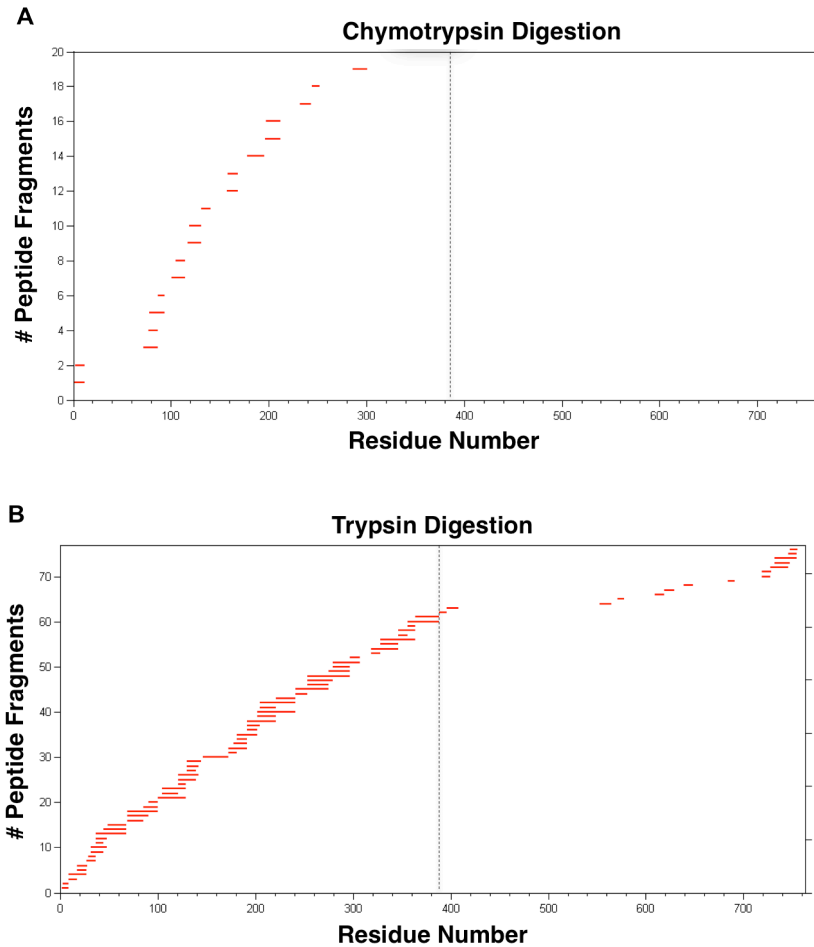 A
Chymotrypsin Digestion
# Peptide Fragments
20
18
16
14
12
10
8
6
4
2
0
0 100 200 300 400 500 600 700
Residue Number
B
Trypsin Digestion
# Peptide Fragments
70
60
50
40
30
20
10
0
0 100 200 300 400 500 600 700
Residue Number